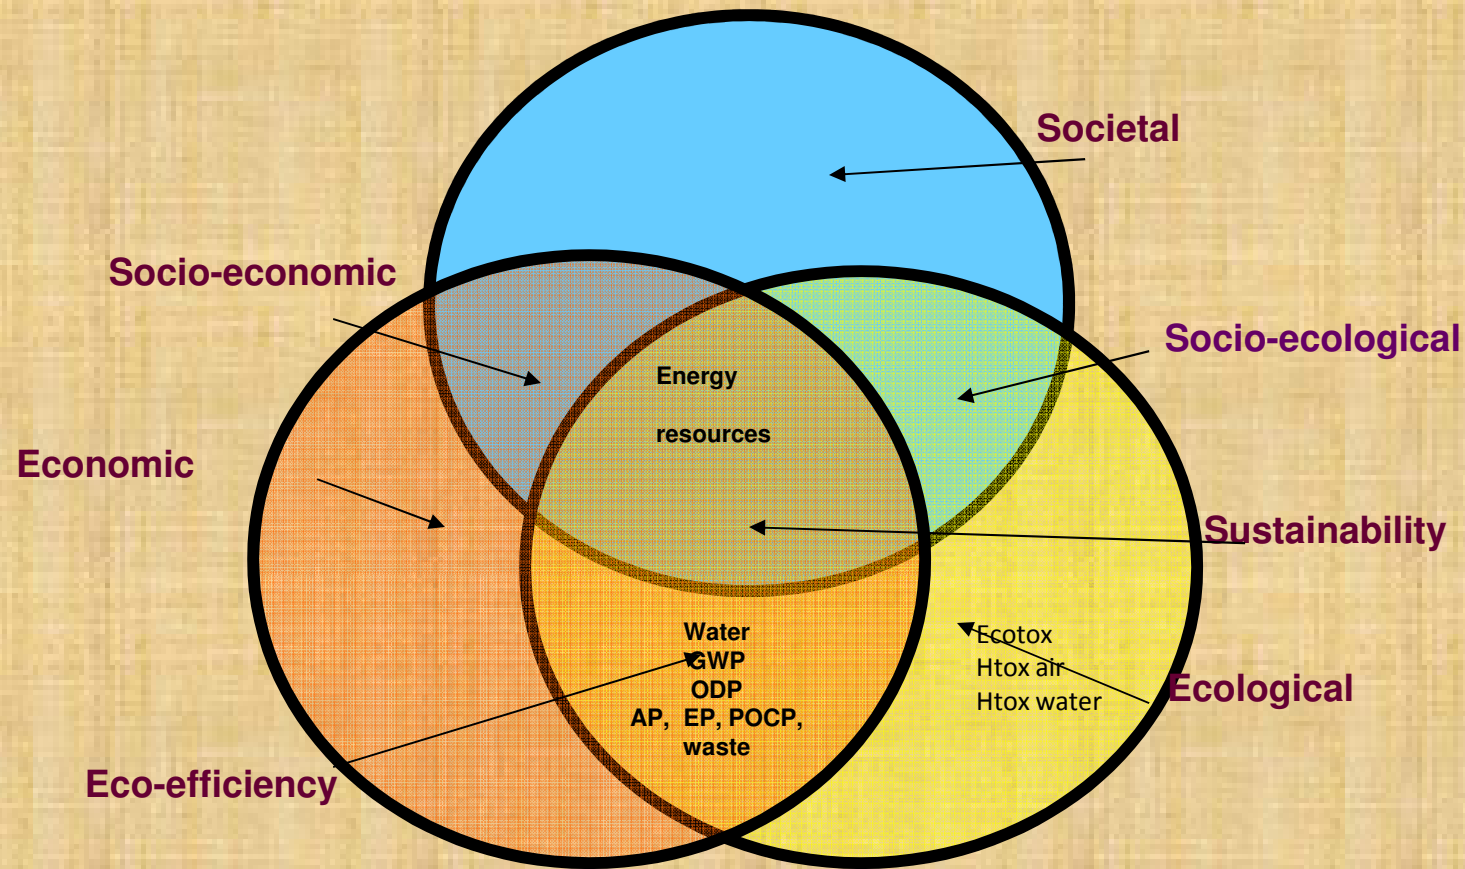 Societal
Socio-economic
Socio-ecological
Energy
resources
Economic
Sustainability
Water
GWP
ODP
AP, EP, POCP,
waste
Ecotox
Htox air
Htox water
Ecological
Eco-efficiency